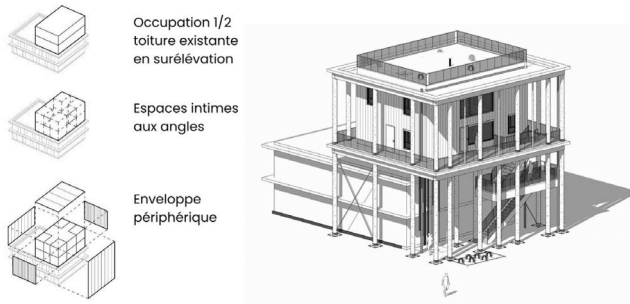 Occupation 1/2
toiture existante
en surélévation
Espaces intimes
aux angles
Enveloppe
périphérique